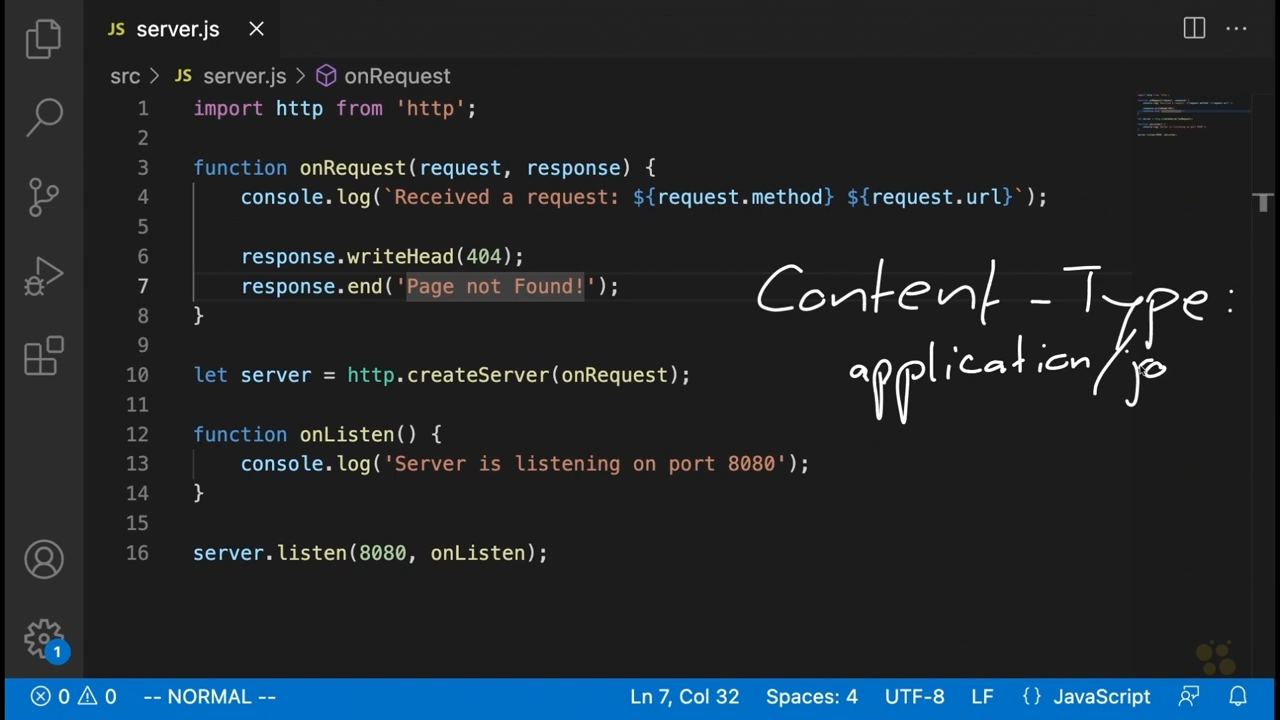 JS server.js
src > JS server.js > onRequest
1 import http from 'http';
2
3 function onRequest(request, response) {
4 console.log(`Received a request: ${request.method} ${request.url}`);
5
6 response.writeHead(404);
7 response.end('Page not Found!');
8 }
9
10 let server = http.createServer(onRequest);
11
12 function onListen() {
13 console.log('Server is listening on port 8080');
14 }
15
16 server.listen(8080, onListen);
Content-Type:
application/jo
1
0 0 -- NORMAL -- Ln 7, Col 32 Spaces: 4 UTF-8 LF {} JavaScript